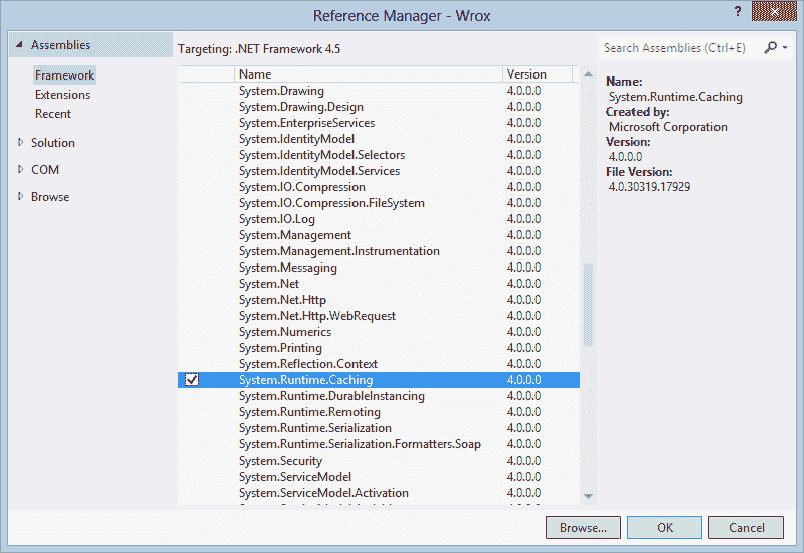 Reference Manager - Wrox
?
Assemblies
Framework
Extensions
Recent
Solution
COM
Browse
Targeting: .NET Framework 4.5
Name Version
System.Drawing 4.0.0.0
System.Drawing.Design 4.0.0.0
System.EnterpriseServices 4.0.0.0
System.IdentityModel 4.0.0.0
System.IdentityModel.Selectors 4.0.0.0
System.IdentityModel.Services 4.0.0.0
System.IO.Compression 4.0.0.0
System.IO.Compression.FileSystem 4.0.0.0
System.IO.Log 4.0.0.0
System.Management 4.0.0.0
System.Management.Instrumentation 4.0.0.0
System.Messaging 4.0.0.0
System.Net 4.0.0.0
System.Net.Http 4.0.0.0
System.Net.Http.WebRequest 4.0.0.0
System.Numerics 4.0.0.0
System.Printing 4.0.0.0
System.Reflection.Context 4.0.0.0
System.Runtime.Caching 4.0.0.0
System.Runtime.DurableInstancing 4.0.0.0
System.Runtime.Remoting 4.0.0.0
System.Runtime.Serialization 4.0.0.0
System.Runtime.Serialization.Formatters.Soap 4.0.0.0
System.Security 4.0.0.0
System.ServiceModel 4.0.0.0
System.ServiceModel.Activation 4.0.0.0
Search Assemblies (Ctrl+E)
Name:
System.Runtime.Caching
Created by:
Microsoft Corporation
Version:
4.0.0.0
File Version:
4.0.30319.17929
Browse... OK Cancel